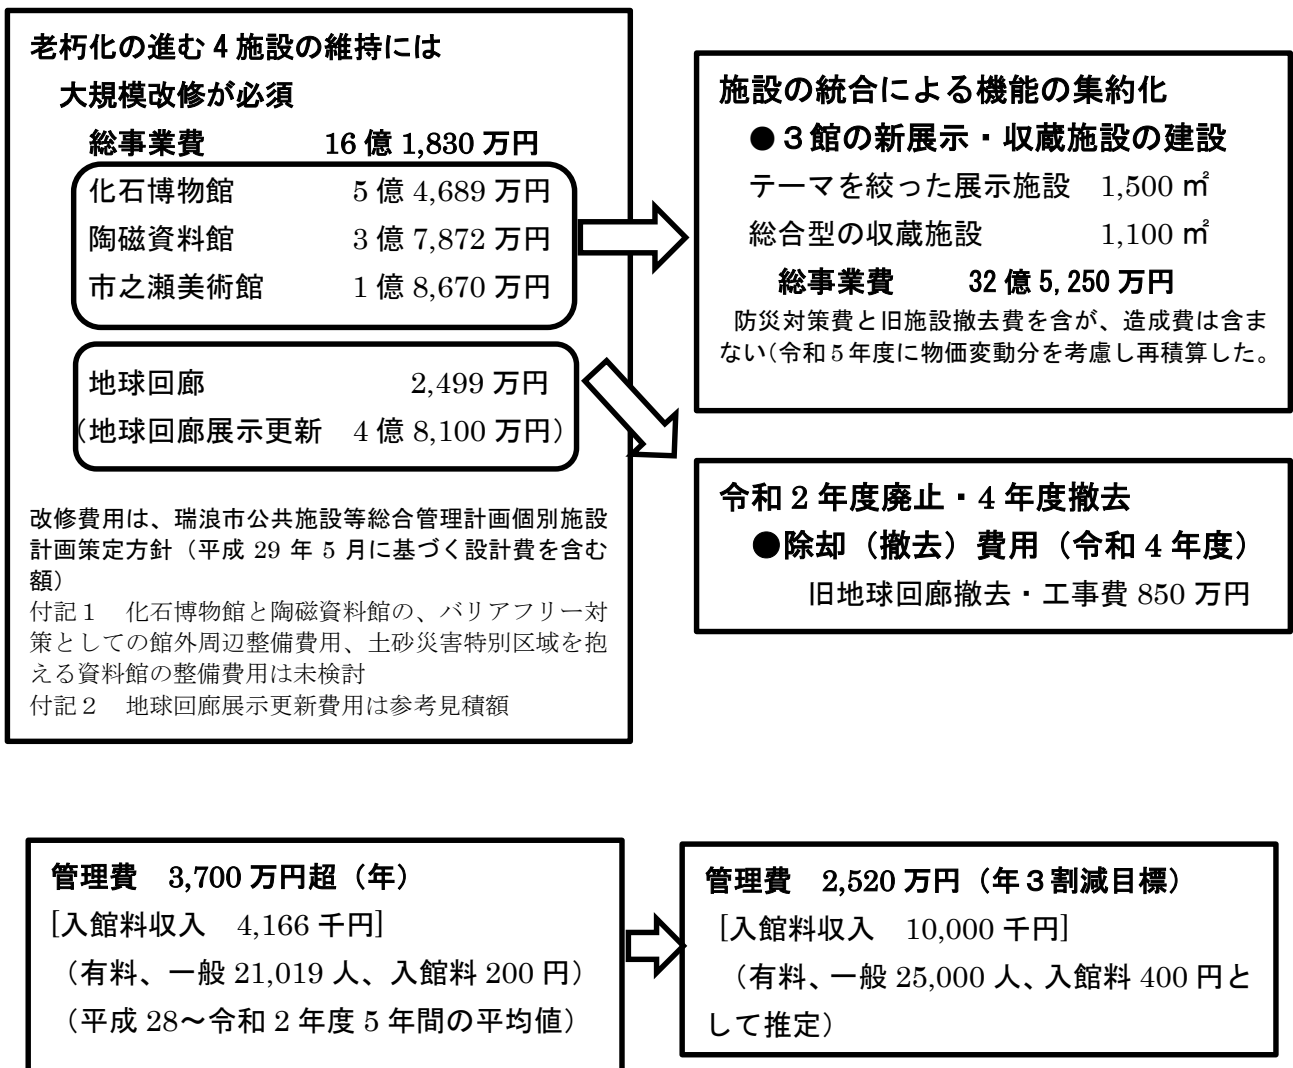 老朽化の進む 4 施設の維持には
大規模改修が必須
総事業費 16 億 1,830 万円
化石博物館 5 億 4,689 万円
陶磁資料館 3 億 7,872 万円
市之瀬美術館 1 億 8,670 万円
地球回廊 2,499 万円
(地球回廊展示更新 4 億 8,100 万円)
改修費用は、瑞浪市公共施設等総合管理計画個別施設
計画策定方針（平成 29 年 5 月に基づく設計費を含む
額）
付記１ 化石博物館と陶磁資料館の、バリアフリー対
策としての館外周辺整備費用、土砂災害特別区域を抱
える資料館の整備費用は未検討
付記２ 地球回廊展示更新費用は参考見積額
施設の統合による機能の集約化
●３館の新展示・収蔵施設の建設
テーマを絞った展示施設 1,500 ㎡
総合型の収蔵施設 1,100 ㎡
総事業費 32 億 5,250 万円
防災対策費と旧施設撤去費を含が、造成費は含ま
ない（令和５年度に物価変動分を考慮し再積算した。
令和 2 年度廃止・4 年度撤去
●除却（撤去）費用（令和 4 年度）
旧地球回廊撤去・工事費 850 万円
管理費 3,700 万円超（年）
[入館料収入 4,166 千円]
（有料、一般 21,019 人、入館料 200 円）
（平成 28～令和 2 年度 5 年間の平均値）
管理費 2,520 万円（年３割減目標）
[入館料収入 10,000 千円]
（有料、一般 25,000 人、入館料 400 円と
して推定）